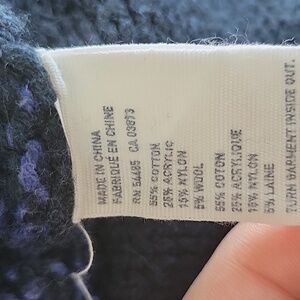 MADE IN CHINA
FABRIQUÉ EN CHINE
RN 54485 CA 03873
55% COTTON
25% ACRYLIC
15% NYLON
5% WOOL
55% COTON
25% ACRYLIQUE
15% NYLON
5% LAINE
TURN GARMENT INSIDE OUT.